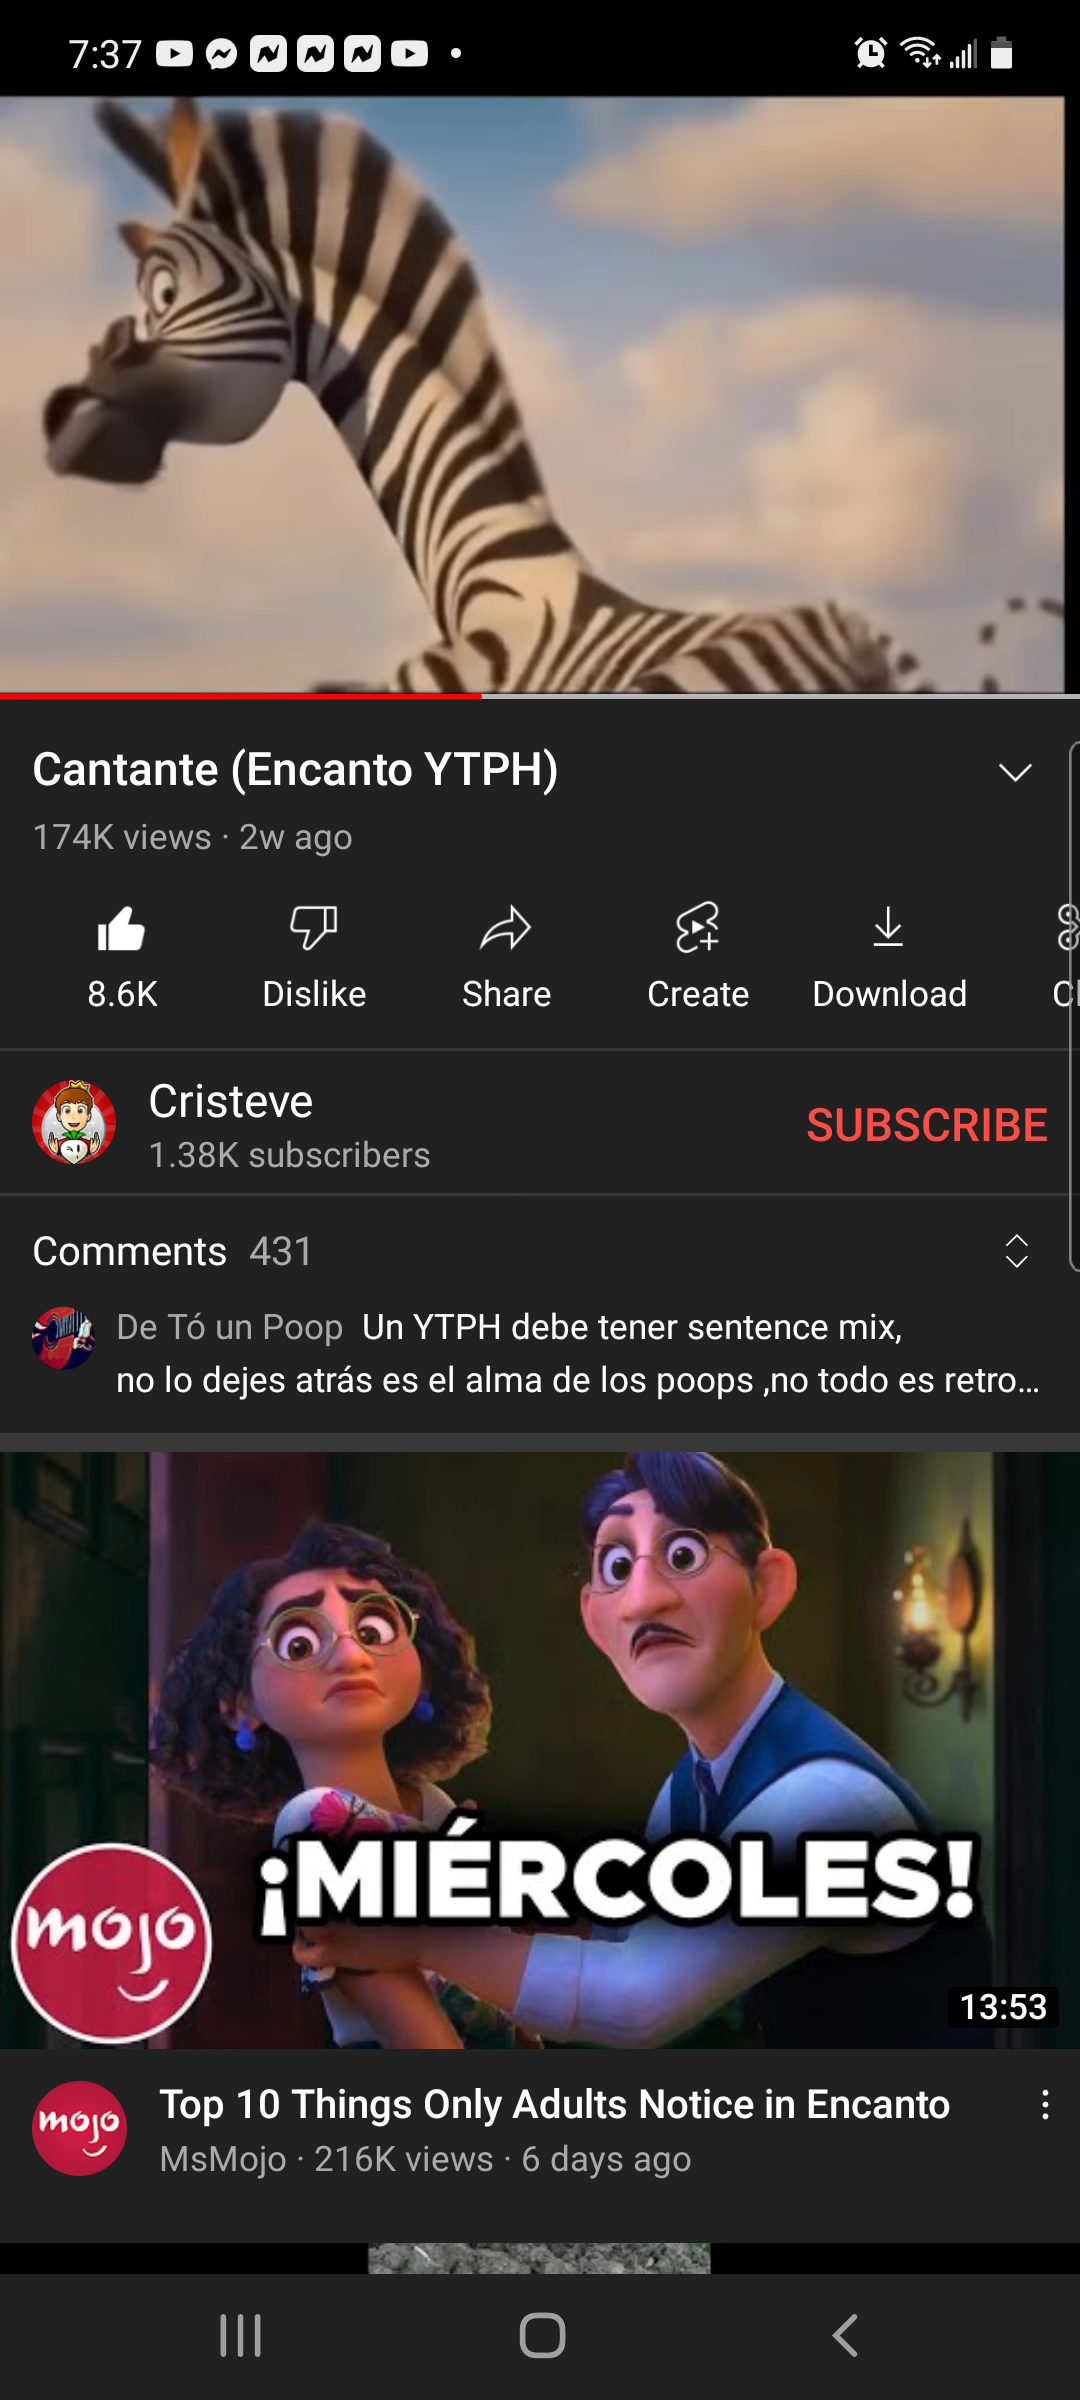 7:37
Cantante (Encanto YTPH)
174K views · 2w ago
8.6K
Dislike
Share
Create
Download
Cl
Cristeve
1.38K subscribers
SUBSCRIBE
Comments 431
De Tó un Poop Un YTPH debe tener sentence mix,
no lo dejes atrás es el alma de los poops ,no todo es retro...
¡MIÉRCOLES!
mojo
13:53
mojo
Top 10 Things Only Adults Notice in Encanto
MsMojo · 216K views · 6 days ago